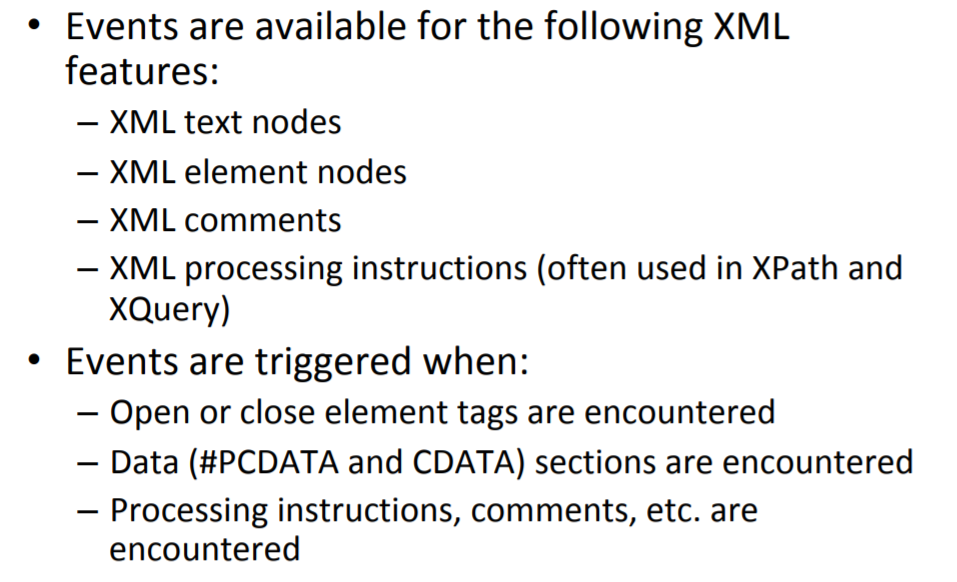 • Events are available for the following XML
features:
– XML text nodes
– XML element nodes
– XML comments
– XML processing instructions (often used in XPath and
XQuery)
• Events are triggered when:
– Open or close element tags are encountered
– Data (#PCDATA and CDATA) sections are encountered
– Processing instructions, comments, etc. are
encountered